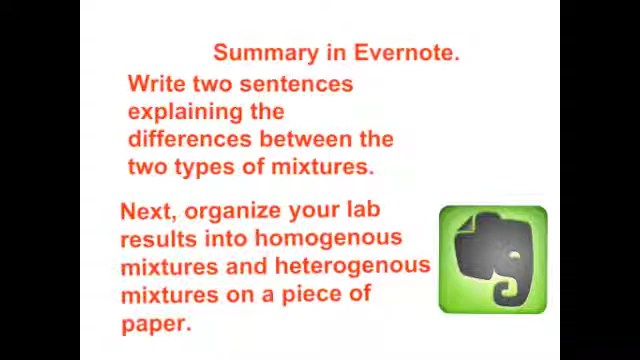 Summary in Evernote.
Write two sentences
explaining the
differences between the
two types of mixtures.
Next, organize your lab
results into homogenous
mixtures and heterogenous
mixtures on a piece of
paper.